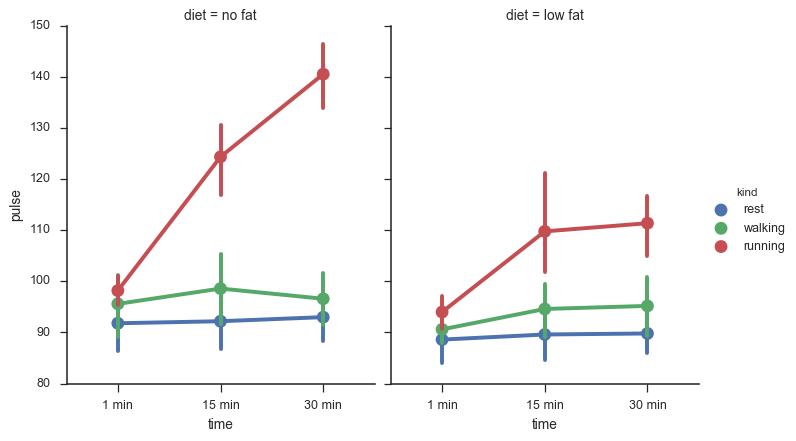 diet = no fat
diet = low fat
150
140
130
120
110
100
90
80
pulse
1 min
15 min
30 min
time
1 min
15 min
30 min
time
kind
rest
walking
running